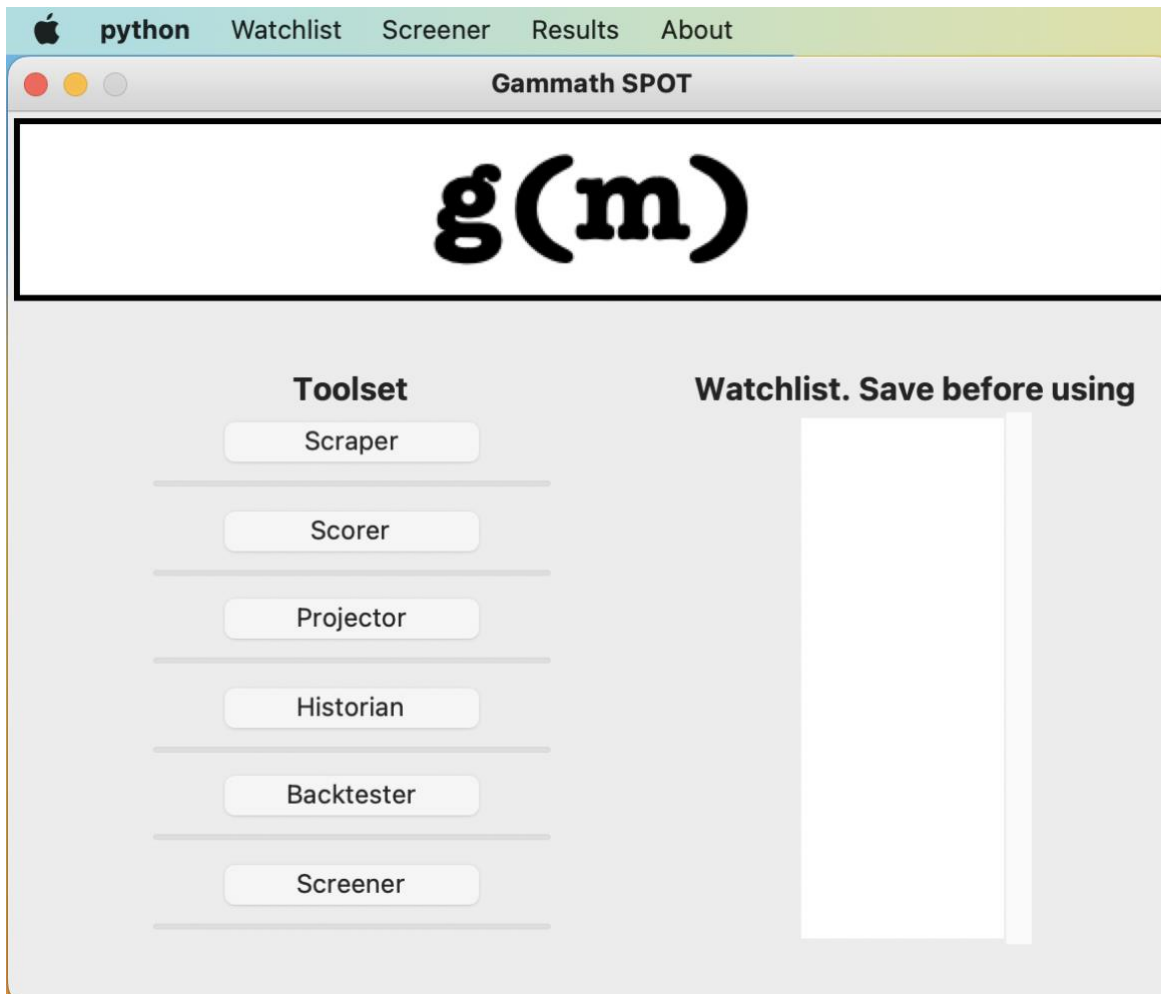 python Watchlist Screener Results About
Gammath SPOT
g(m)
Toolset
Scraper
Scorer
Projector
Historian
Backtester
Screener
Watchlist. Save before using